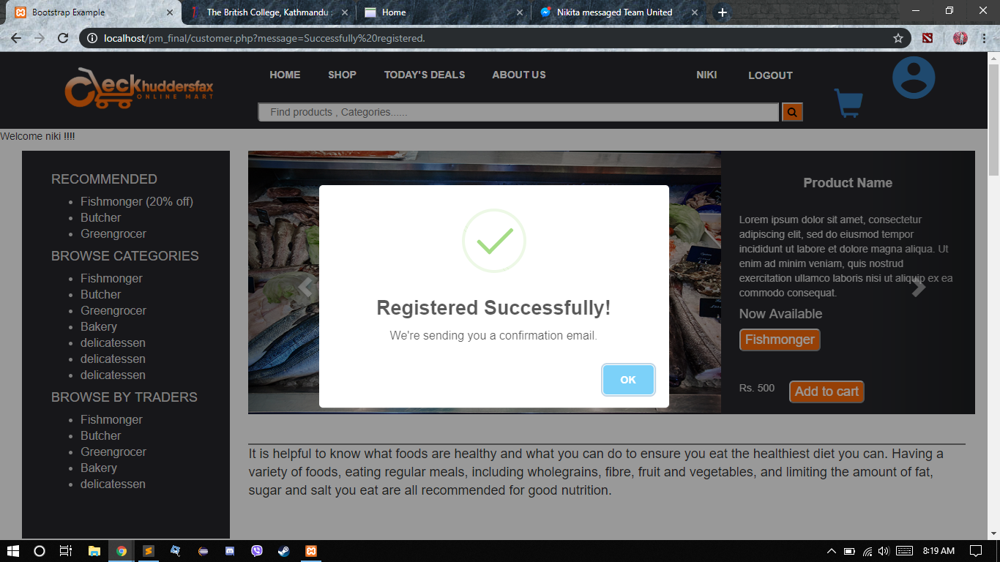 Bootstrap Example
The British College, Kathmandu
Home
Nikita messaged Team United
localhost/pm_final/customer.php?message=Successfully%20registered.
Checkhuddersfax
ONLINE MART
HOME
SHOP
TODAY'S DEALS
ABOUT US
NIKI
LOGOUT
Find products , Categories......
Welcome niki !!!!
RECOMMENDED
Fishmonger (20% off)
Butcher
Greengrocer
BROWSE CATEGORIES
Fishmonger
Butcher
Greengrocer
Bakery
delicatessen
delicatessen
delicatessen
BROWSE BY TRADERS
Fishmonger
Butcher
Greengrocer
Bakery
delicatessen
Registered Successfully!
We're sending you a confirmation email.
OK
Product Name
Lorem ipsum dolor sit amet, consectetur
adipiscing elit, sed do eiusmod tempor
incididunt ut labore et dolore magna aliqua. Ut
enim ad minim veniam, quis nostrud
exercitation ullamco laboris nisi ut aliquip ex ea
commodo consequat.
Now Available
Fishmonger
Rs. 500
Add to cart
It is helpful to know what foods are healthy and what you can do to ensure you eat the healthiest diet you can. Having a
variety of foods, eating regular meals, including wholegrains, fibre, fruit and vegetables, and limiting the amount of fat,
sugar and salt you eat are all recommended for good nutrition.
8:19 AM